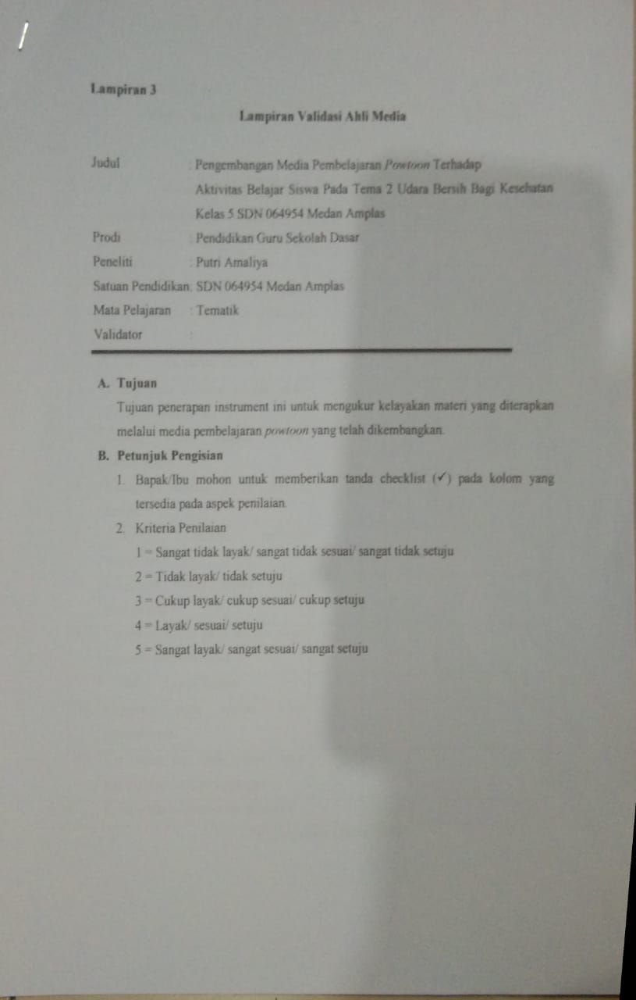 Lampiran 3
Lampiran Validasi Ahli Media
Judul : Pengembangan Media Pembelajaran Powtoon Terhadap
Aktivitas Belajar Siswa Pada Tema 2 Udara Bersih Bagi Kesehatan
Kelas 5 SDN 064954 Medan Amplas
Prodi : Pendidikan Guru Sekolah Dasar
Peneliti : Putri Amaliya
Satuan Pendidikan: SDN 064954 Medan Amplas
Mata Pelajaran : Tematik
Validator :
A. Tujuan
Tujuan penerapan instrument ini untuk mengukur kelayakan materi yang diterapkan
melalui media pembelajaran powtoon yang telah dikembangkan.
B. Petunjuk Pengisian
1. Bapak/Ibu mohon untuk memberikan tanda checklist (✓) pada kolom yang
tersedia pada aspek penilaian.
2. Kriteria Penilaian
1 = Sangat tidak layak/ sangat tidak sesuai/ sangat tidak setuju
2 = Tidak layak/ tidak setuju
3 = Cukup layak/ cukup sesuai/ cukup setuju
4 = Layak/ sesuai/ setuju
5 = Sangat layak/ sangat sesuai/ sangat setuju